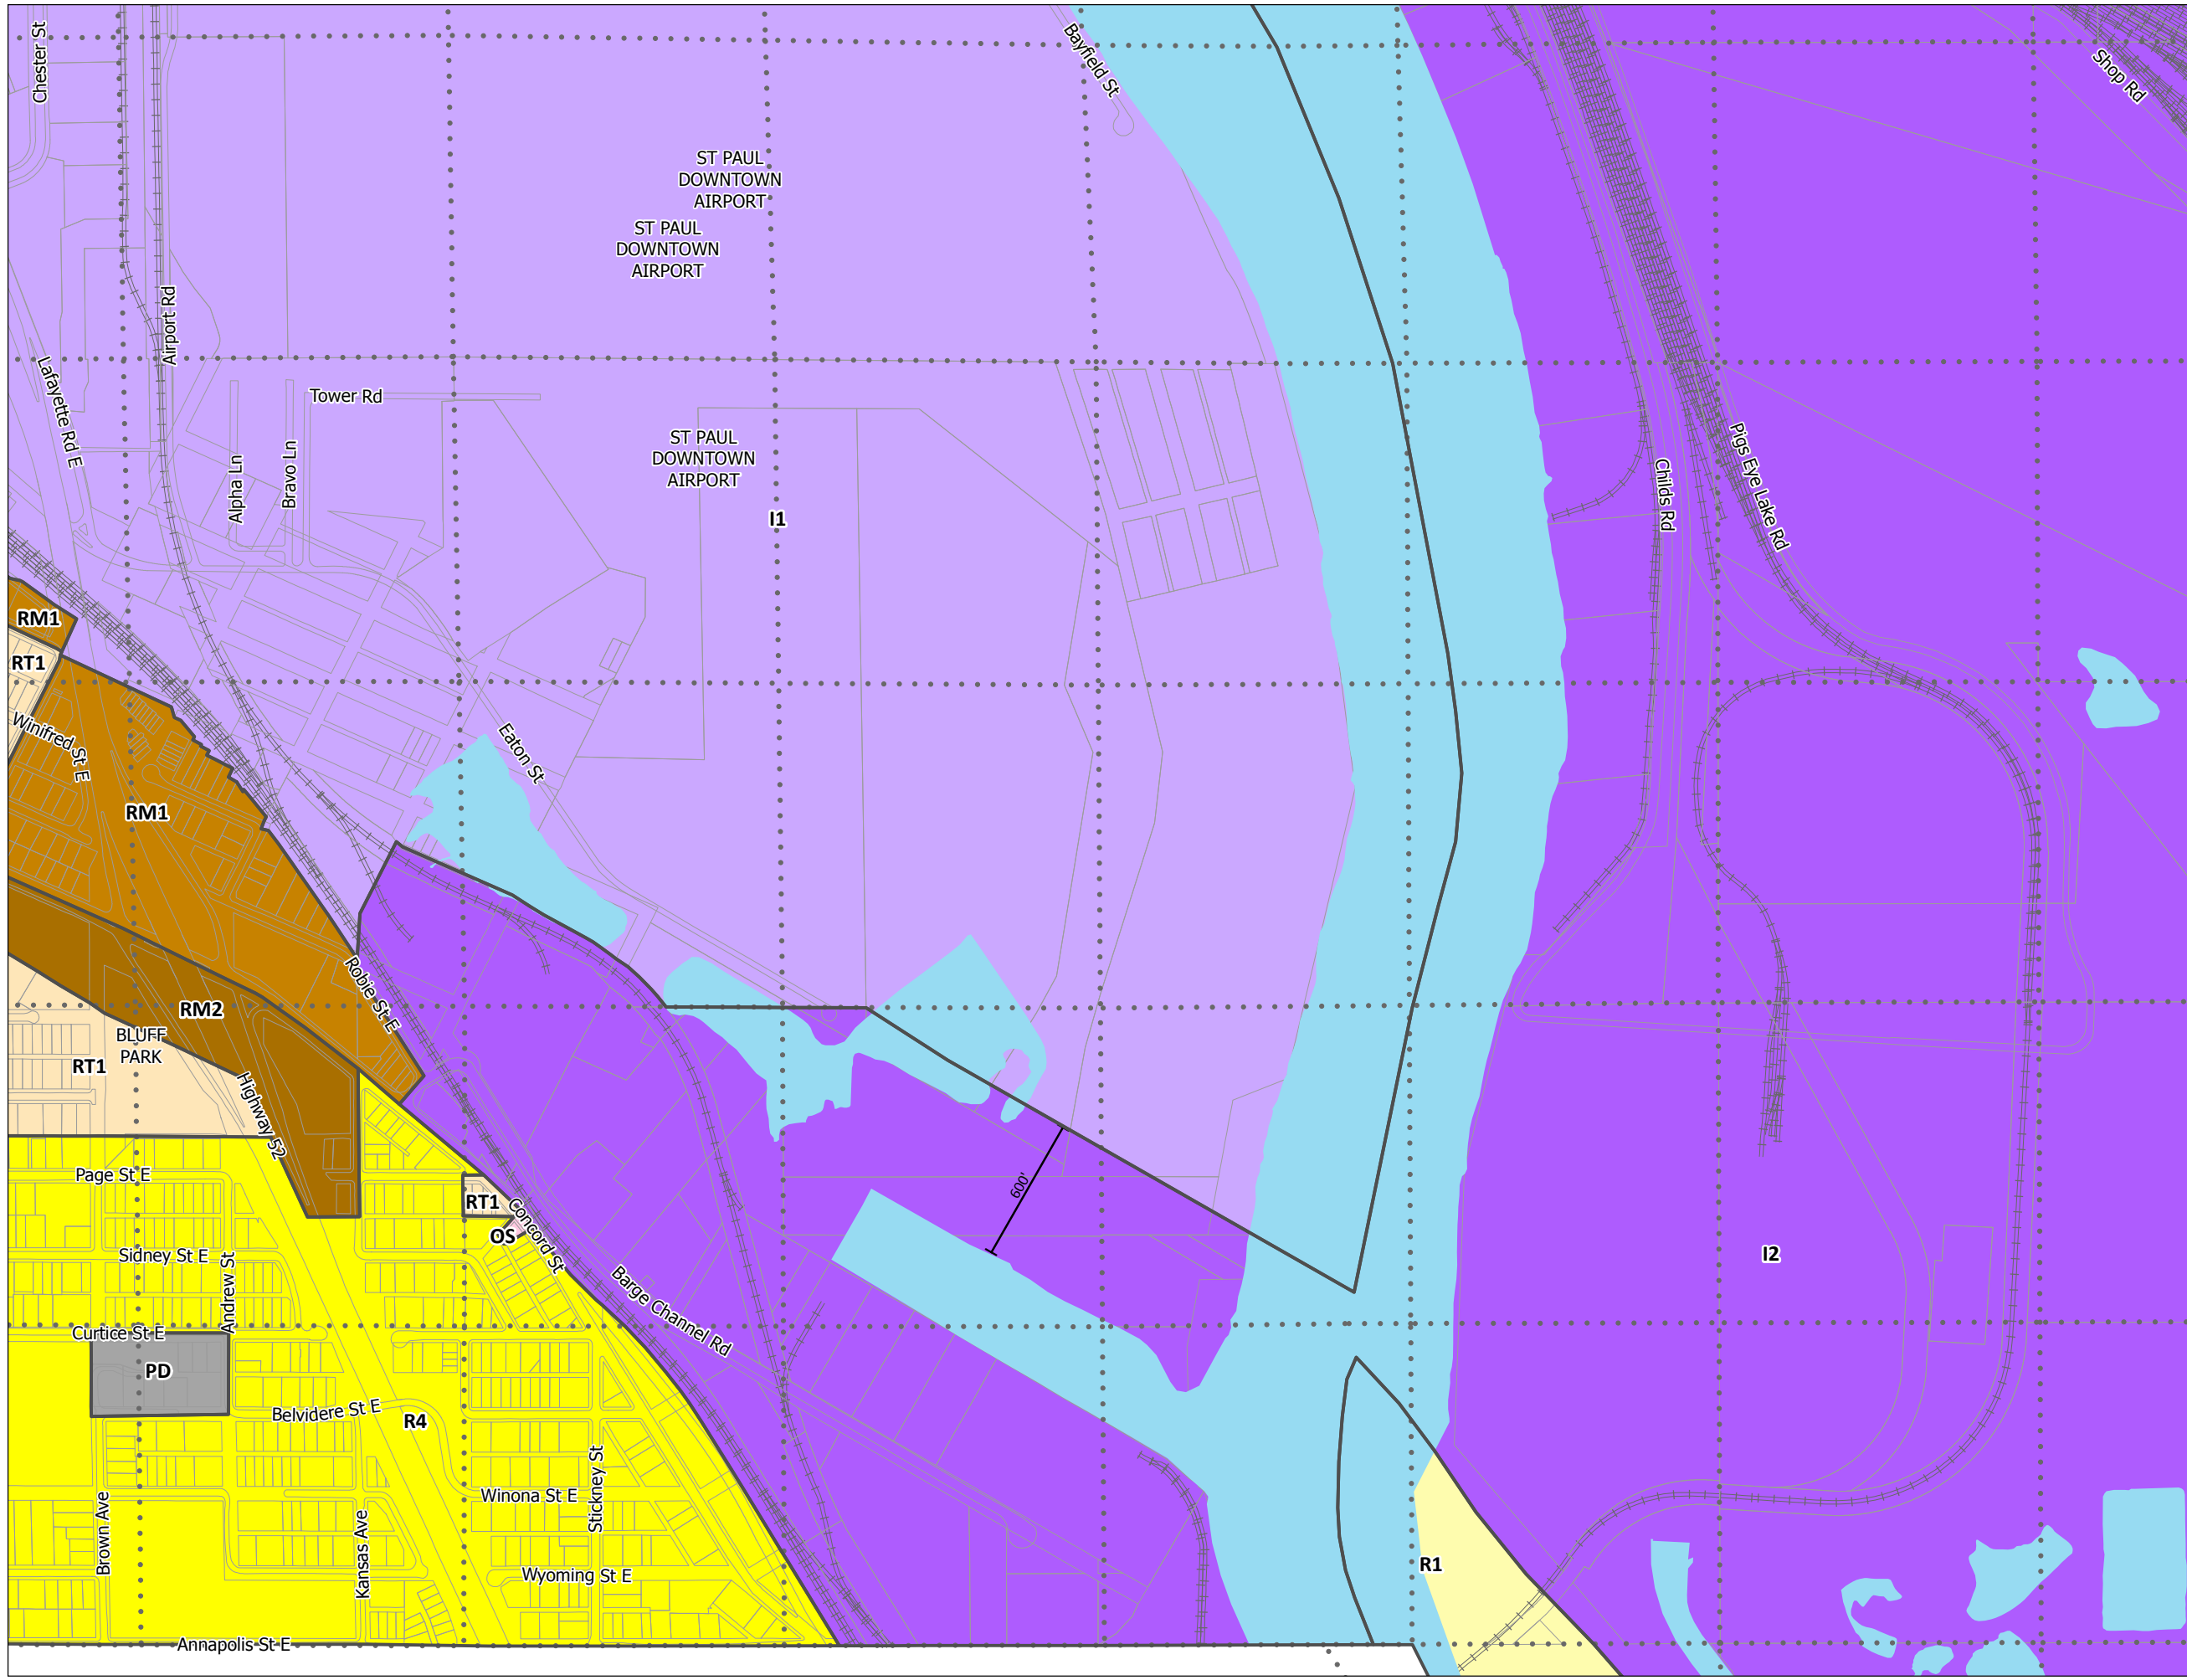 Chester St
Bayfield St
Shop Rd
ST PAUL
DOWNTOWN
AIRPORT
ST PAUL
DOWNTOWN
AIRPORT
Airport Rd
Lafayette Rd E
Tower Rd
ST PAUL
DOWNTOWN
AIRPORT
Alpha Ln
Bravo Ln
Childs Rd
Pigs Eye Lake Rd
I1
RM1
RT1
Winifred St E
Eaton St
RM1
Robie St E
RM2
BLUFF
PARK
RT1
Highway 52
Page St E
600'
RT1
Concord St
OS
Sidney St E
Andrew St
I2
Barge Channel Rd
Curtice St E
PD
Belvidere St E
R4
Stickney St
Winona St E
Brown Ave
Kansas Ave
R1
Wyoming St E
Annapolis St E